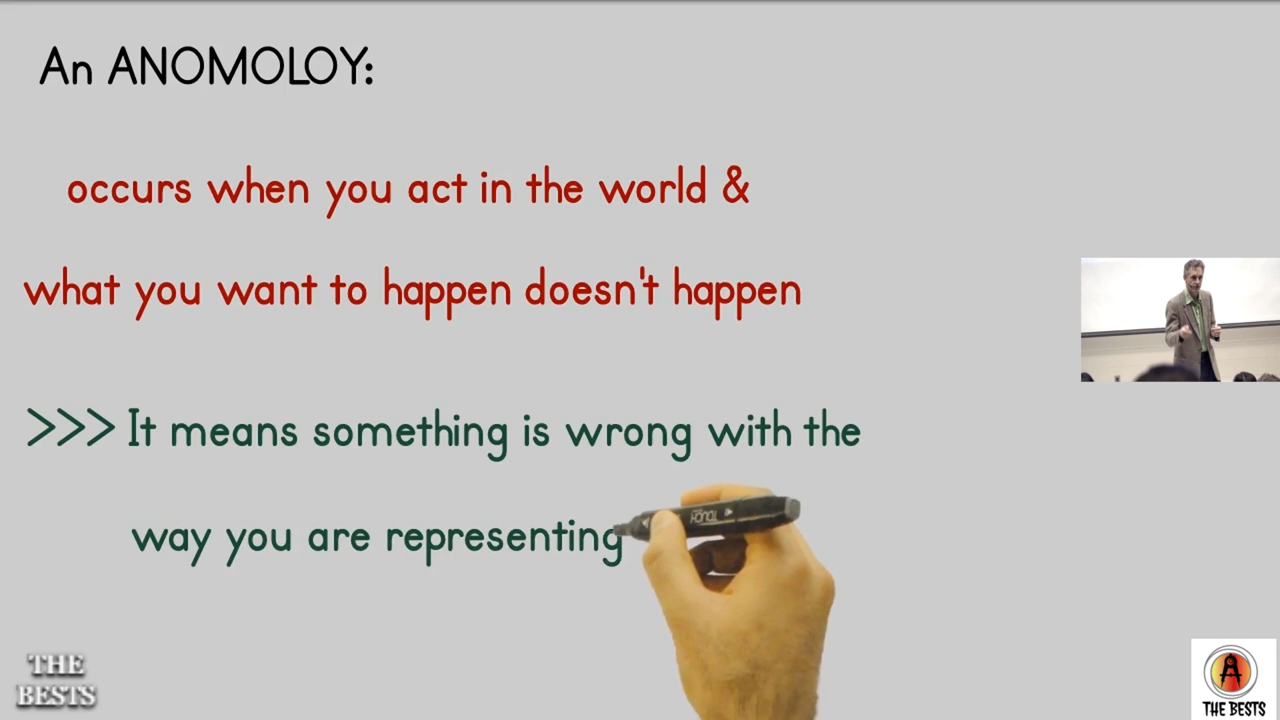 An ANOMOLOY:
occurs when you act in the world &
what you want to happen doesn't happen
>>> It means something is wrong with the
way you are representing
TOUCH
THE
BESTS
THE BESTS